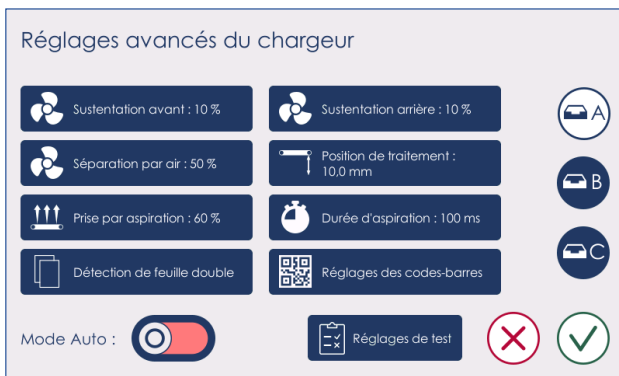 Réglages avancés du chargeur
Sustentation avant : 10 %
Sustentation arrière : 10 %
A
Séparation par air : 50 %
Position de traitement :
10,0 mm
B
Prise par aspiration : 60 %
Durée d'aspiration : 100 ms
C
Détection de feuille double
Réglages des codes-barres
Mode Auto :
Réglages de test